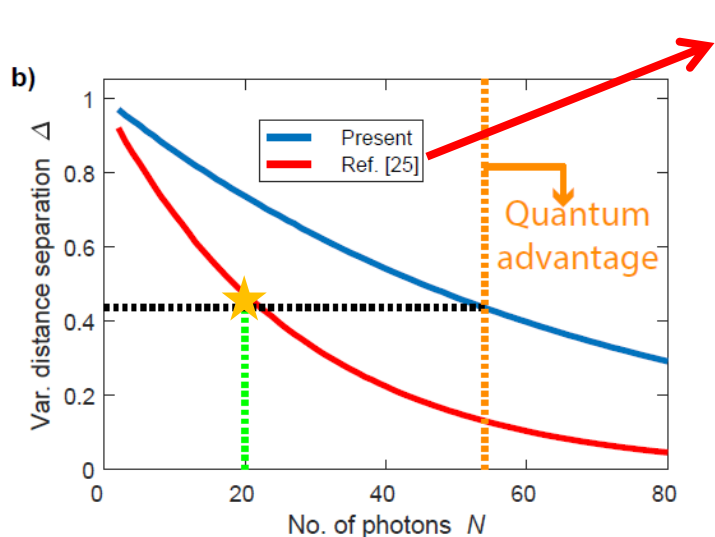 b)
1
0.8
0.6
0.4
0.2
0
Var. distance separation Δ
Present
Ref. [25]
Quantum
advantage
0 20 40 60 80
No. of photons N